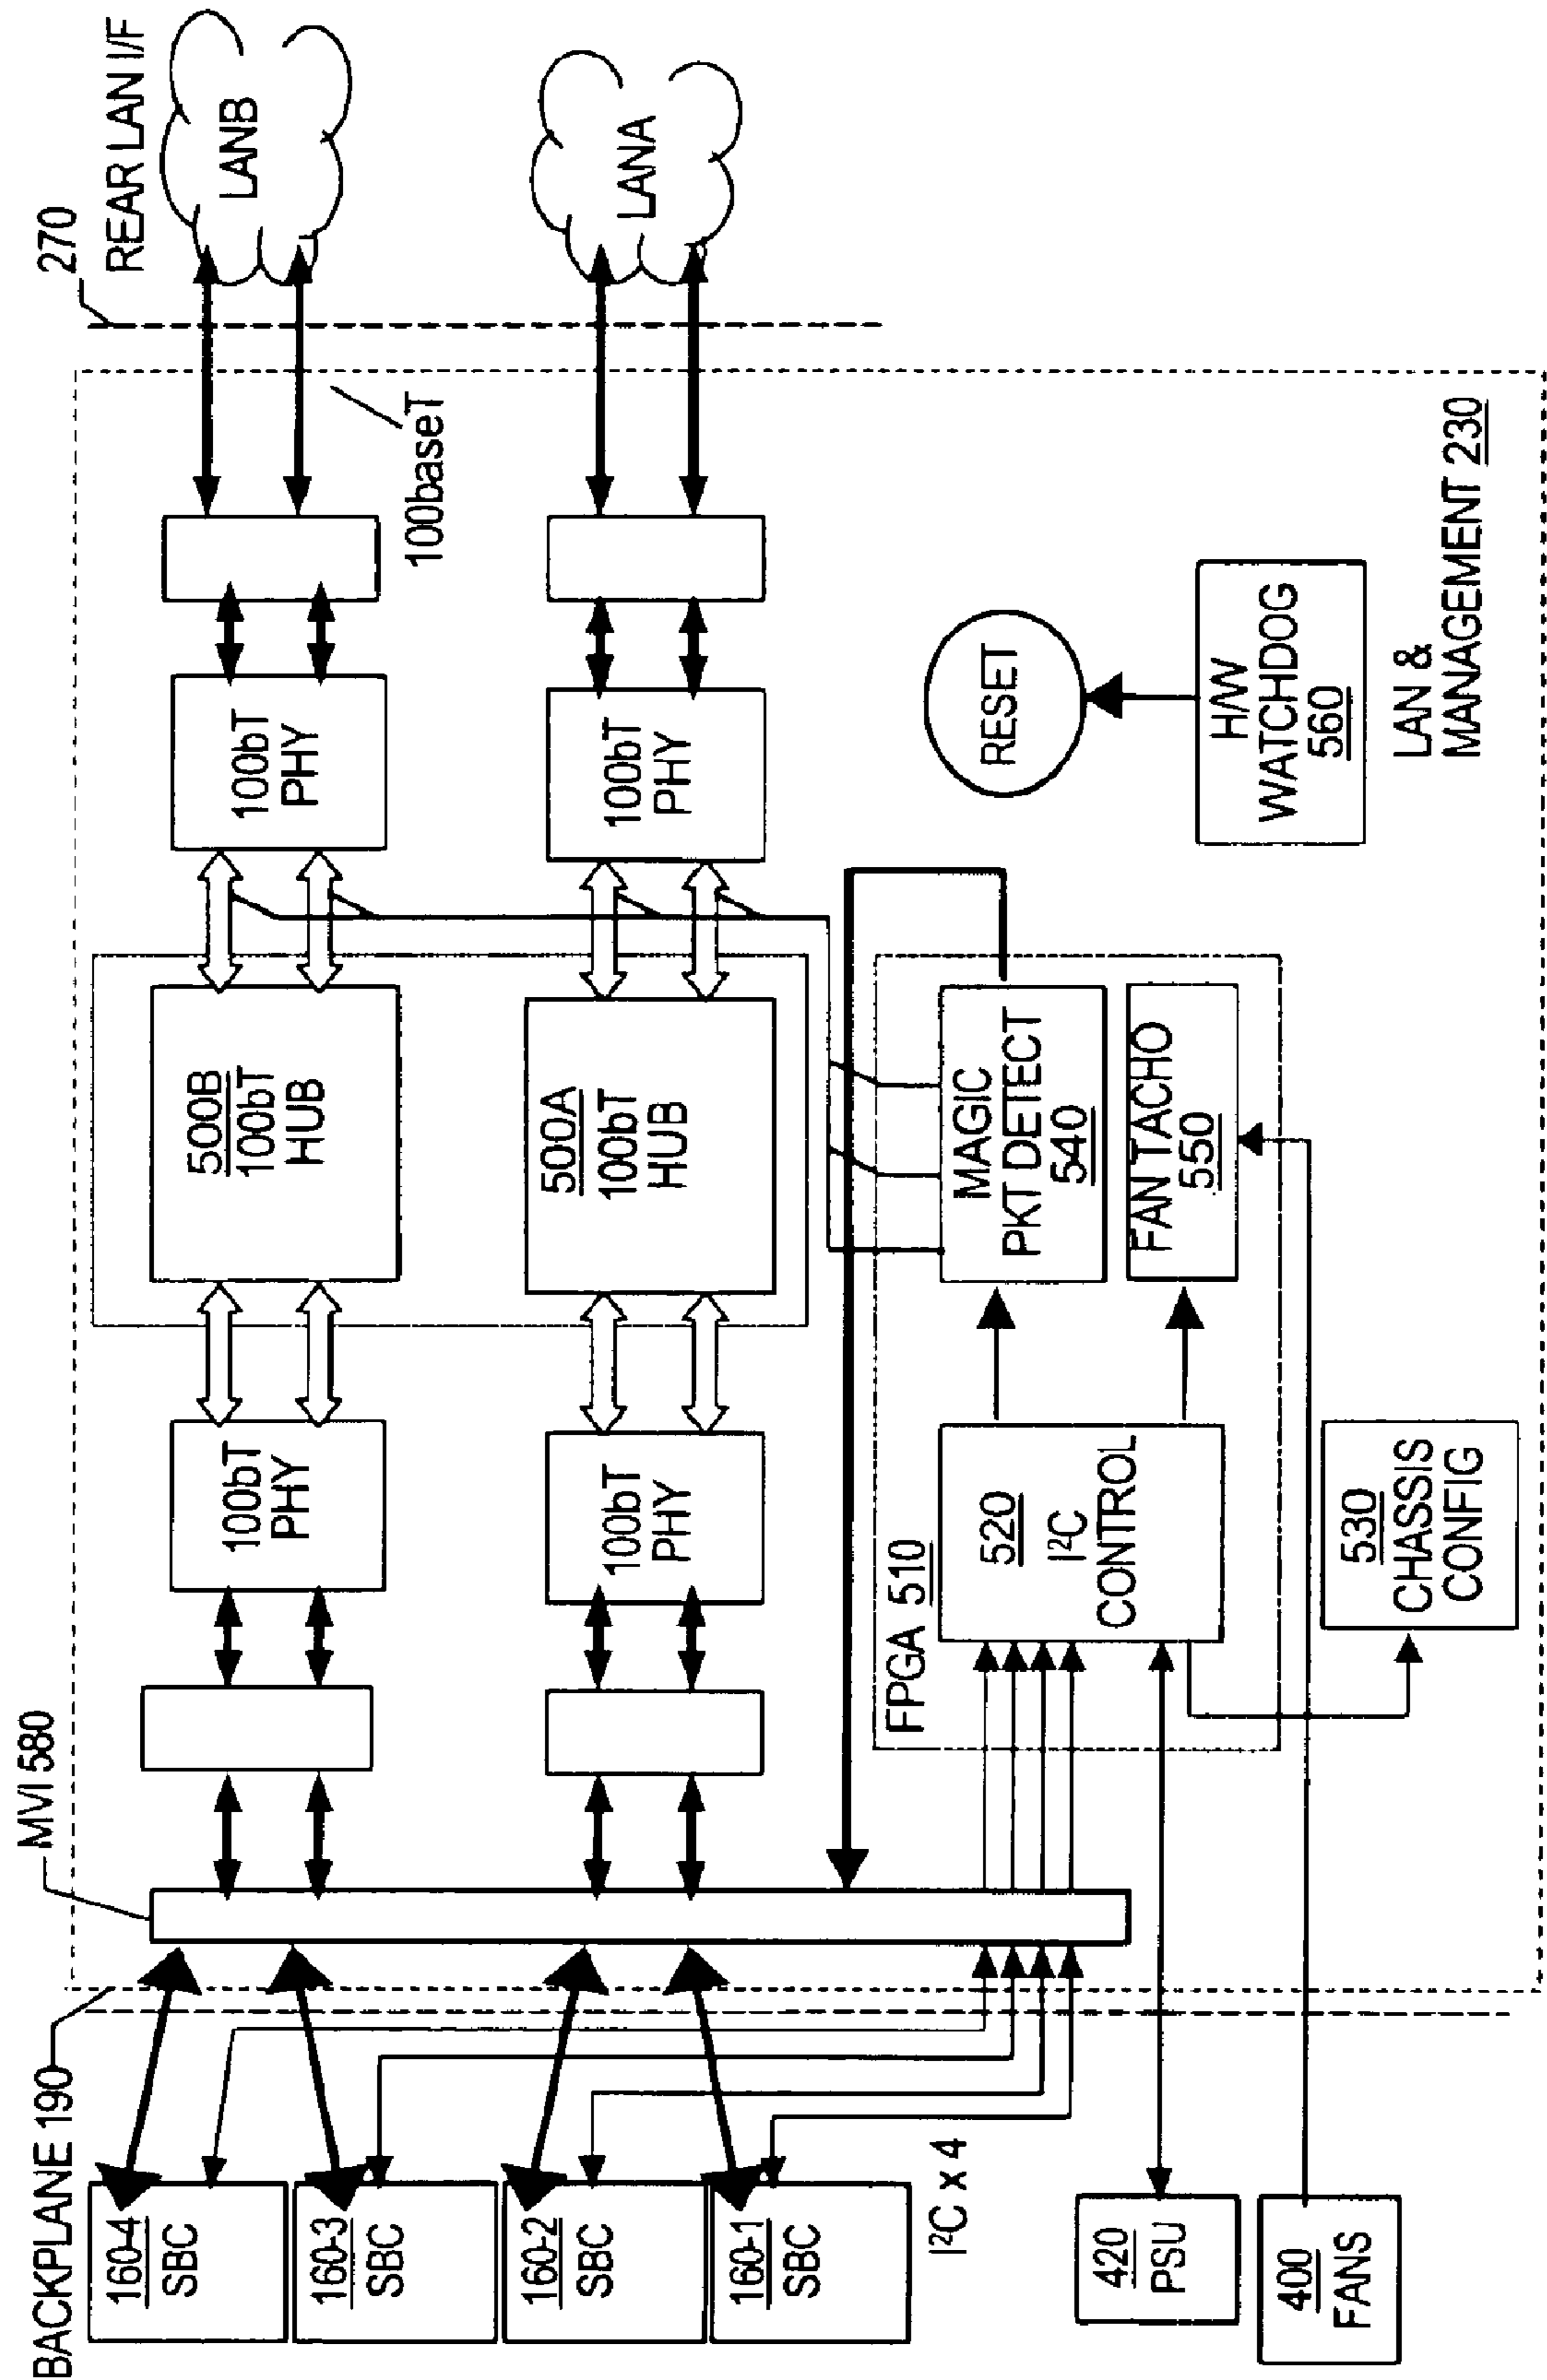 BACKPLANE 190
MVI 580
270
REAR LAN I/F
160-4
SBC
160-3
SBC
160-2
SBC
160-1
SBC
I²C x 4
420
PSU
400
FANS
100bT
PHY
500B
100bT
HUB
100bT
PHY
100baseT
LANB
100bT
PHY
500A
100bT
HUB
100bT
PHY
LANA
FPGA 510
520
I²C
CONTROL
MAGIC
PKT DETECT
540
FAN TACHO
550
530
CHASSIS
CONFIG
RESET
H/W
WATCHDOG
560
LAN &
MANAGEMENT 230